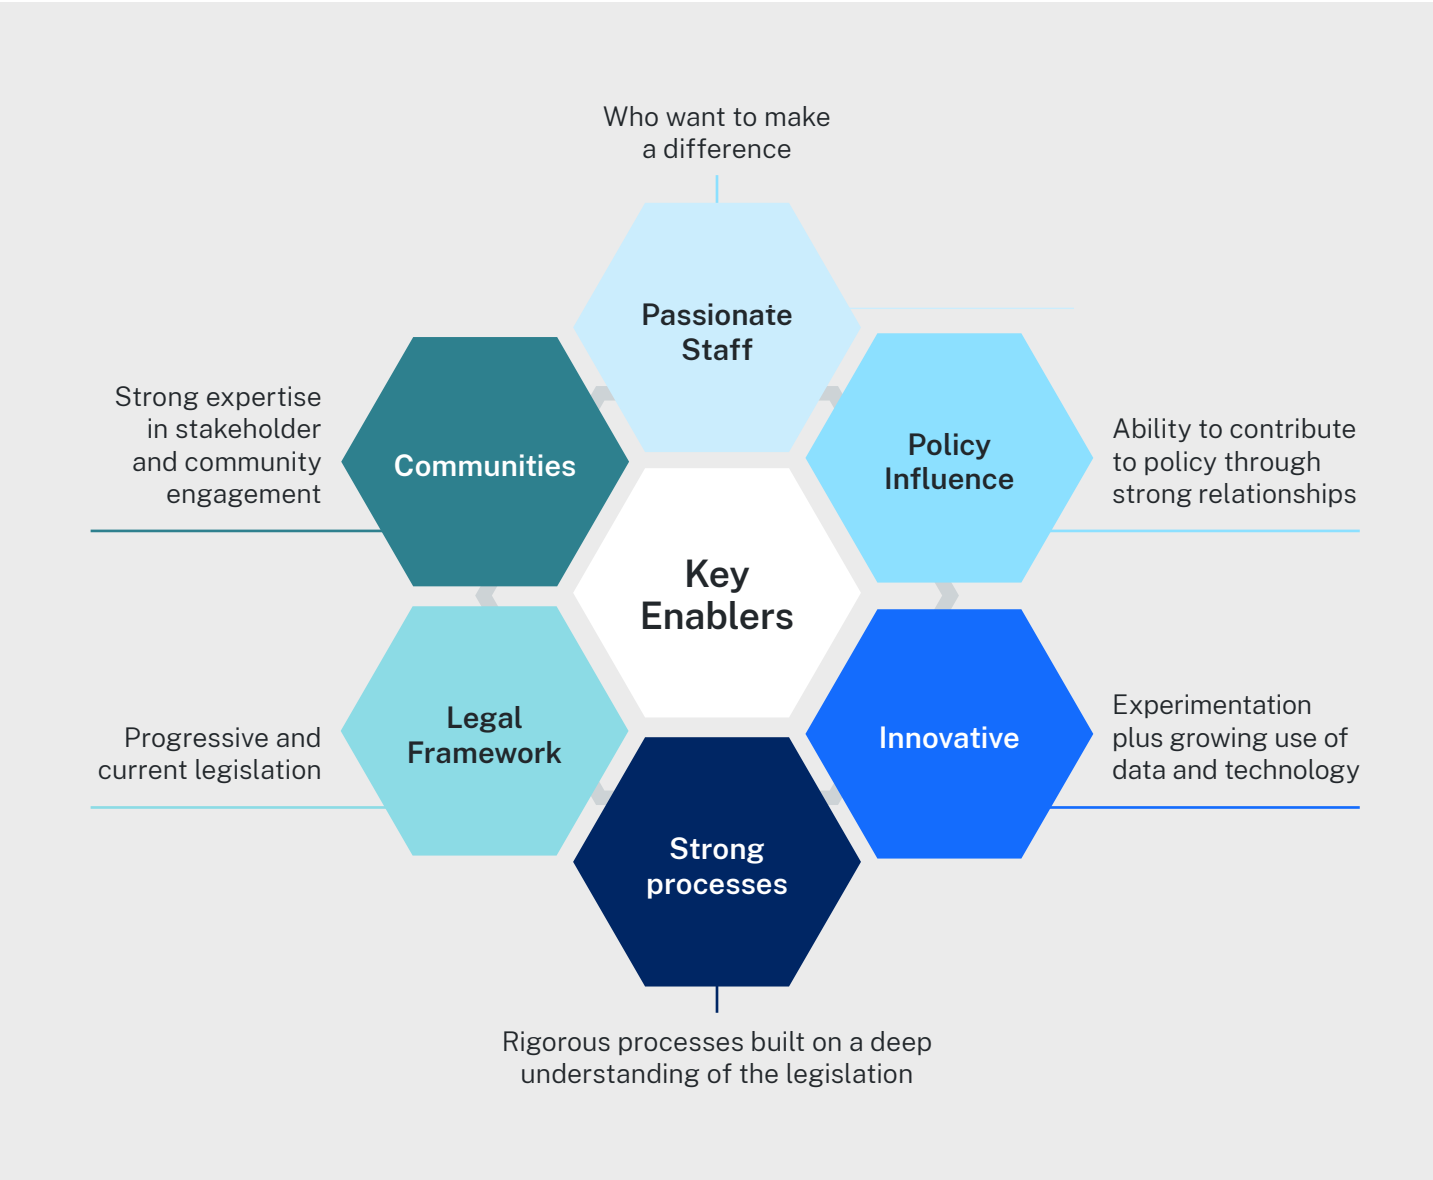 Who want to make
a difference
Passionate
Staff
Strong expertise
in stakeholder
and community
engagement
Communities
Policy
Influence
Ability to contribute
to policy through
strong relationships
Key
Enablers
Progressive and
current legislation
Legal
Framework
Innovative
Experimentation
plus growing use of
data and technology
Strong
processes
Rigorous processes built on a deep
understanding of the legislation